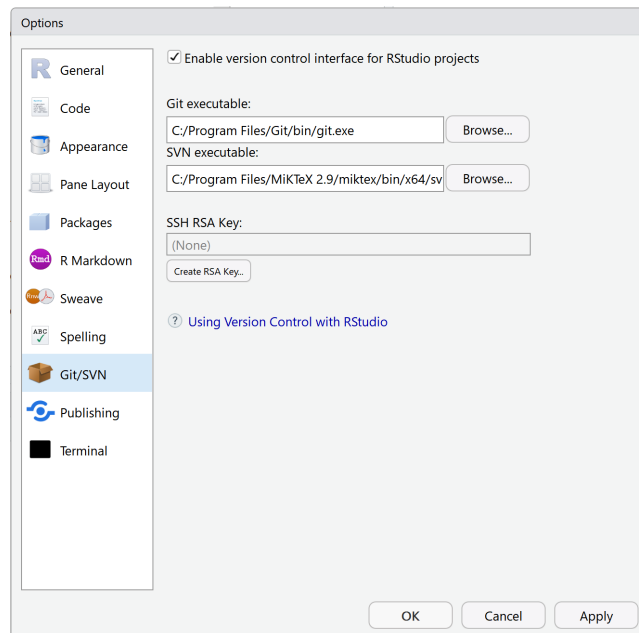 Options
General
Code
Appearance
Pane Layout
Packages
Rmd R Markdown
Rnw Sweave
ABC Spelling
Git/SVN
Publishing
Terminal
Enable version control interface for RStudio projects
Git executable:
C:/Program Files/Git/bin/git.exe Browse...
SVN executable:
C:/Program Files/MiKTeX 2.9/miktex/bin/x64/sv Browse...
SSH RSA Key:
(None)
Create RSA Key...
? Using Version Control with RStudio
OK Cancel Apply